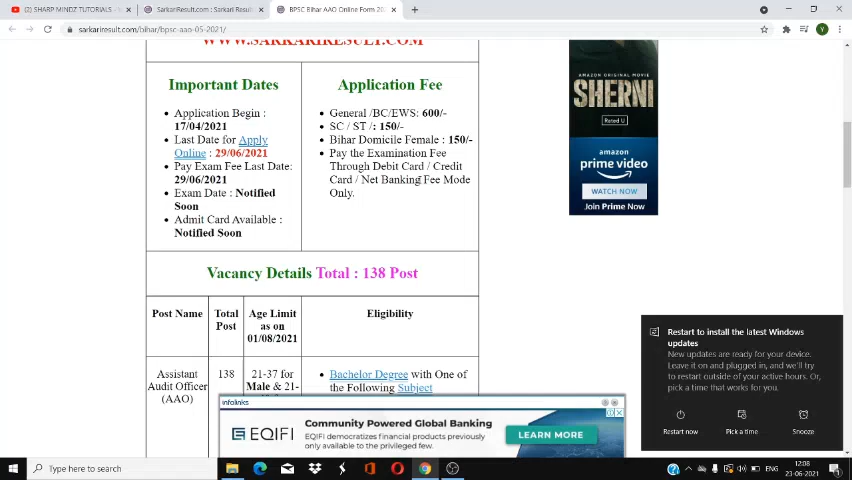 (2) SHARP MINDZ TUTORIALS -
SarkariResult.com : Sarkari Resul
BPSC Bihar AAO Online Form 20
sarkariresult.com/bihar/bpsc-aao-05-2021/
WWW.SARKARIRESULT.COM
Important Dates
Application Begin :
17/04/2021
Last Date for Apply
Online : 29/06/2021
Pay Exam Fee Last Date:
29/06/2021
Exam Date : Notified
Soon
Admit Card Available :
Notified Soon
Application Fee
General /BC/EWS: 600/-
SC / ST /: 150/-
Bihar Domicile Female : 150/-
Pay the Examination Fee
Through Debit Card / Credit
Card / Net Banking Fee Mode
Only.
Vacancy Details Total : 138 Post
Post Name
Total
Post
Age Limit
as on
01/08/2021
Eligibility
Assistant
Audit Officer
(AAO)
138
21-37 for
Male & 21-
Bachelor Degree with One of
the Following Subject
AMAZON ORIGINAL MOVIE
SHERNI
Rated U
amazon
prime video
WATCH NOW
Join Prime Now
Restart to install the latest Windows
updates
New updates are ready for your device.
Leave it on and plugged in, and we'll try
to restart outside of your active hours. Or,
pick a time that works for you.
Restart now
Pick a time
Snooze
infolinks
EQIFI
Community Powered Global Banking
EQIFI democratizes financial products previously
only available to the privileged few.
LEARN MORE
Type here to search
ENG
12:08
23-06-2021